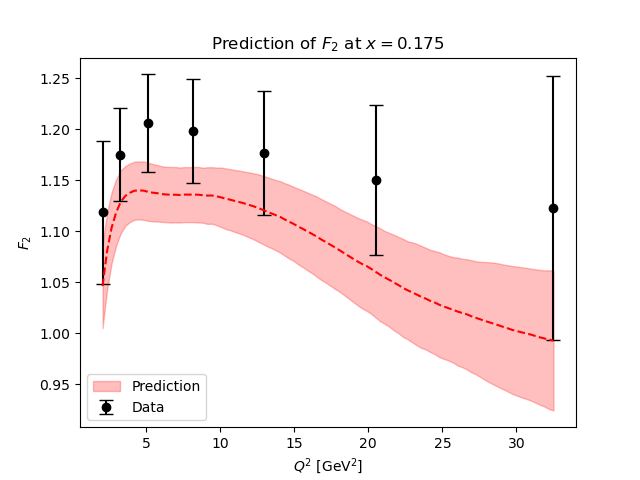 Prediction of $F_2$ at $x = 0.175$
1.25
1.20
1.15
1.10
1.05
1.00
0.95
$F_2$
Prediction
Data
5 10 15 20 25 30
$Q^2$ [GeV$^2$]